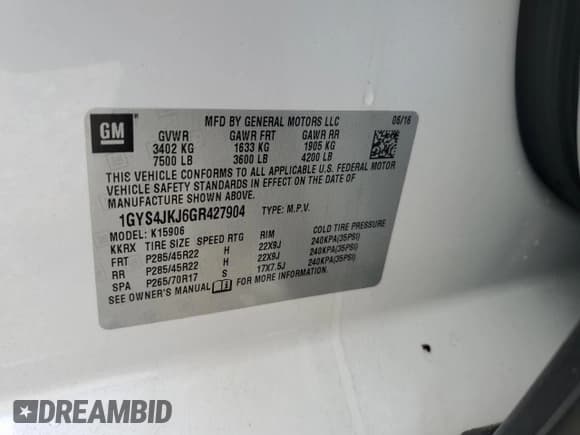 GM
MFD BY GENERAL MOTORS LLC 06/16
GVWR GAWR FRT GAWR RR
3402 KG 1633 KG 1905 KG
7500 LB 3600 LB 4200 LB
THIS VEHICLE CONFORMS TO ALL APPLICABLE U.S. FEDERAL MOTOR
VEHICLE SAFETY STANDARDS IN EFFECT ON THE DATE OF
MANUFACTURE SHOWN ABOVE.
1GYS4JKJ6GR427904 TYPE: M.P.V.
MODEL: K15906
KKRX TIRE SIZE SPEED RTG RIM COLD TIRE PRESSURE
FRT P285/45R22 H 22X9J 240KPA(35PSI)
RR P285/45R22 H 22X9J 240KPA(35PSI)
SPA P265/70R17 S 17X7.5J 240KPA(35PSI)
SEE OWNER'S MANUAL FOR MORE INFORMATION.
DREAMBID